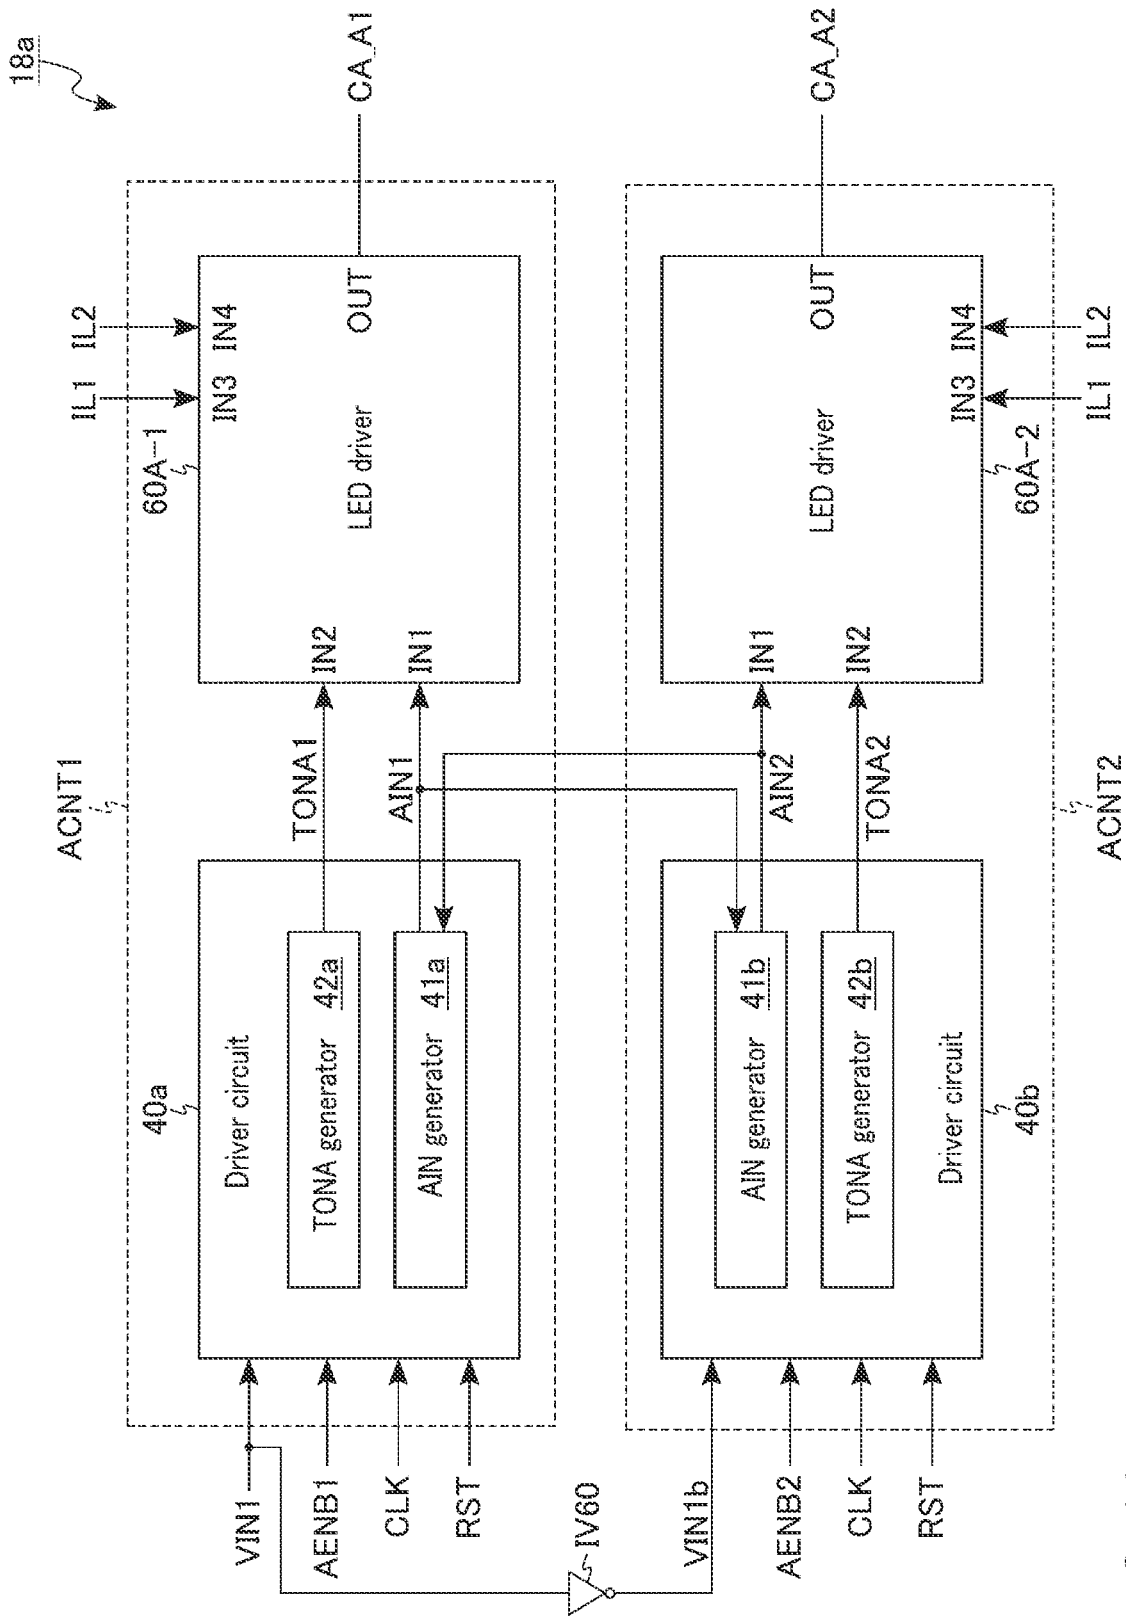 18a
ACNT1
VIN1
AENB1
CLK
RST
40a
Driver circuit
TONA generator 42a
AIN generator 41a
TONA1
AIN1
60A-1
IL1
IL2
IN3
IN4
IN2
IN1
LED driver
OUT
CA_A1
IV60
VIN1b
AENB2
CLK
RST
AIN generator 41b
TONA generator 42b
Driver circuit
40b
AIN2
TONA2
IN1
IN2
LED driver
OUT
CA_A2
IN3
IN4
60A-2
IL1
IL2
ACNT2